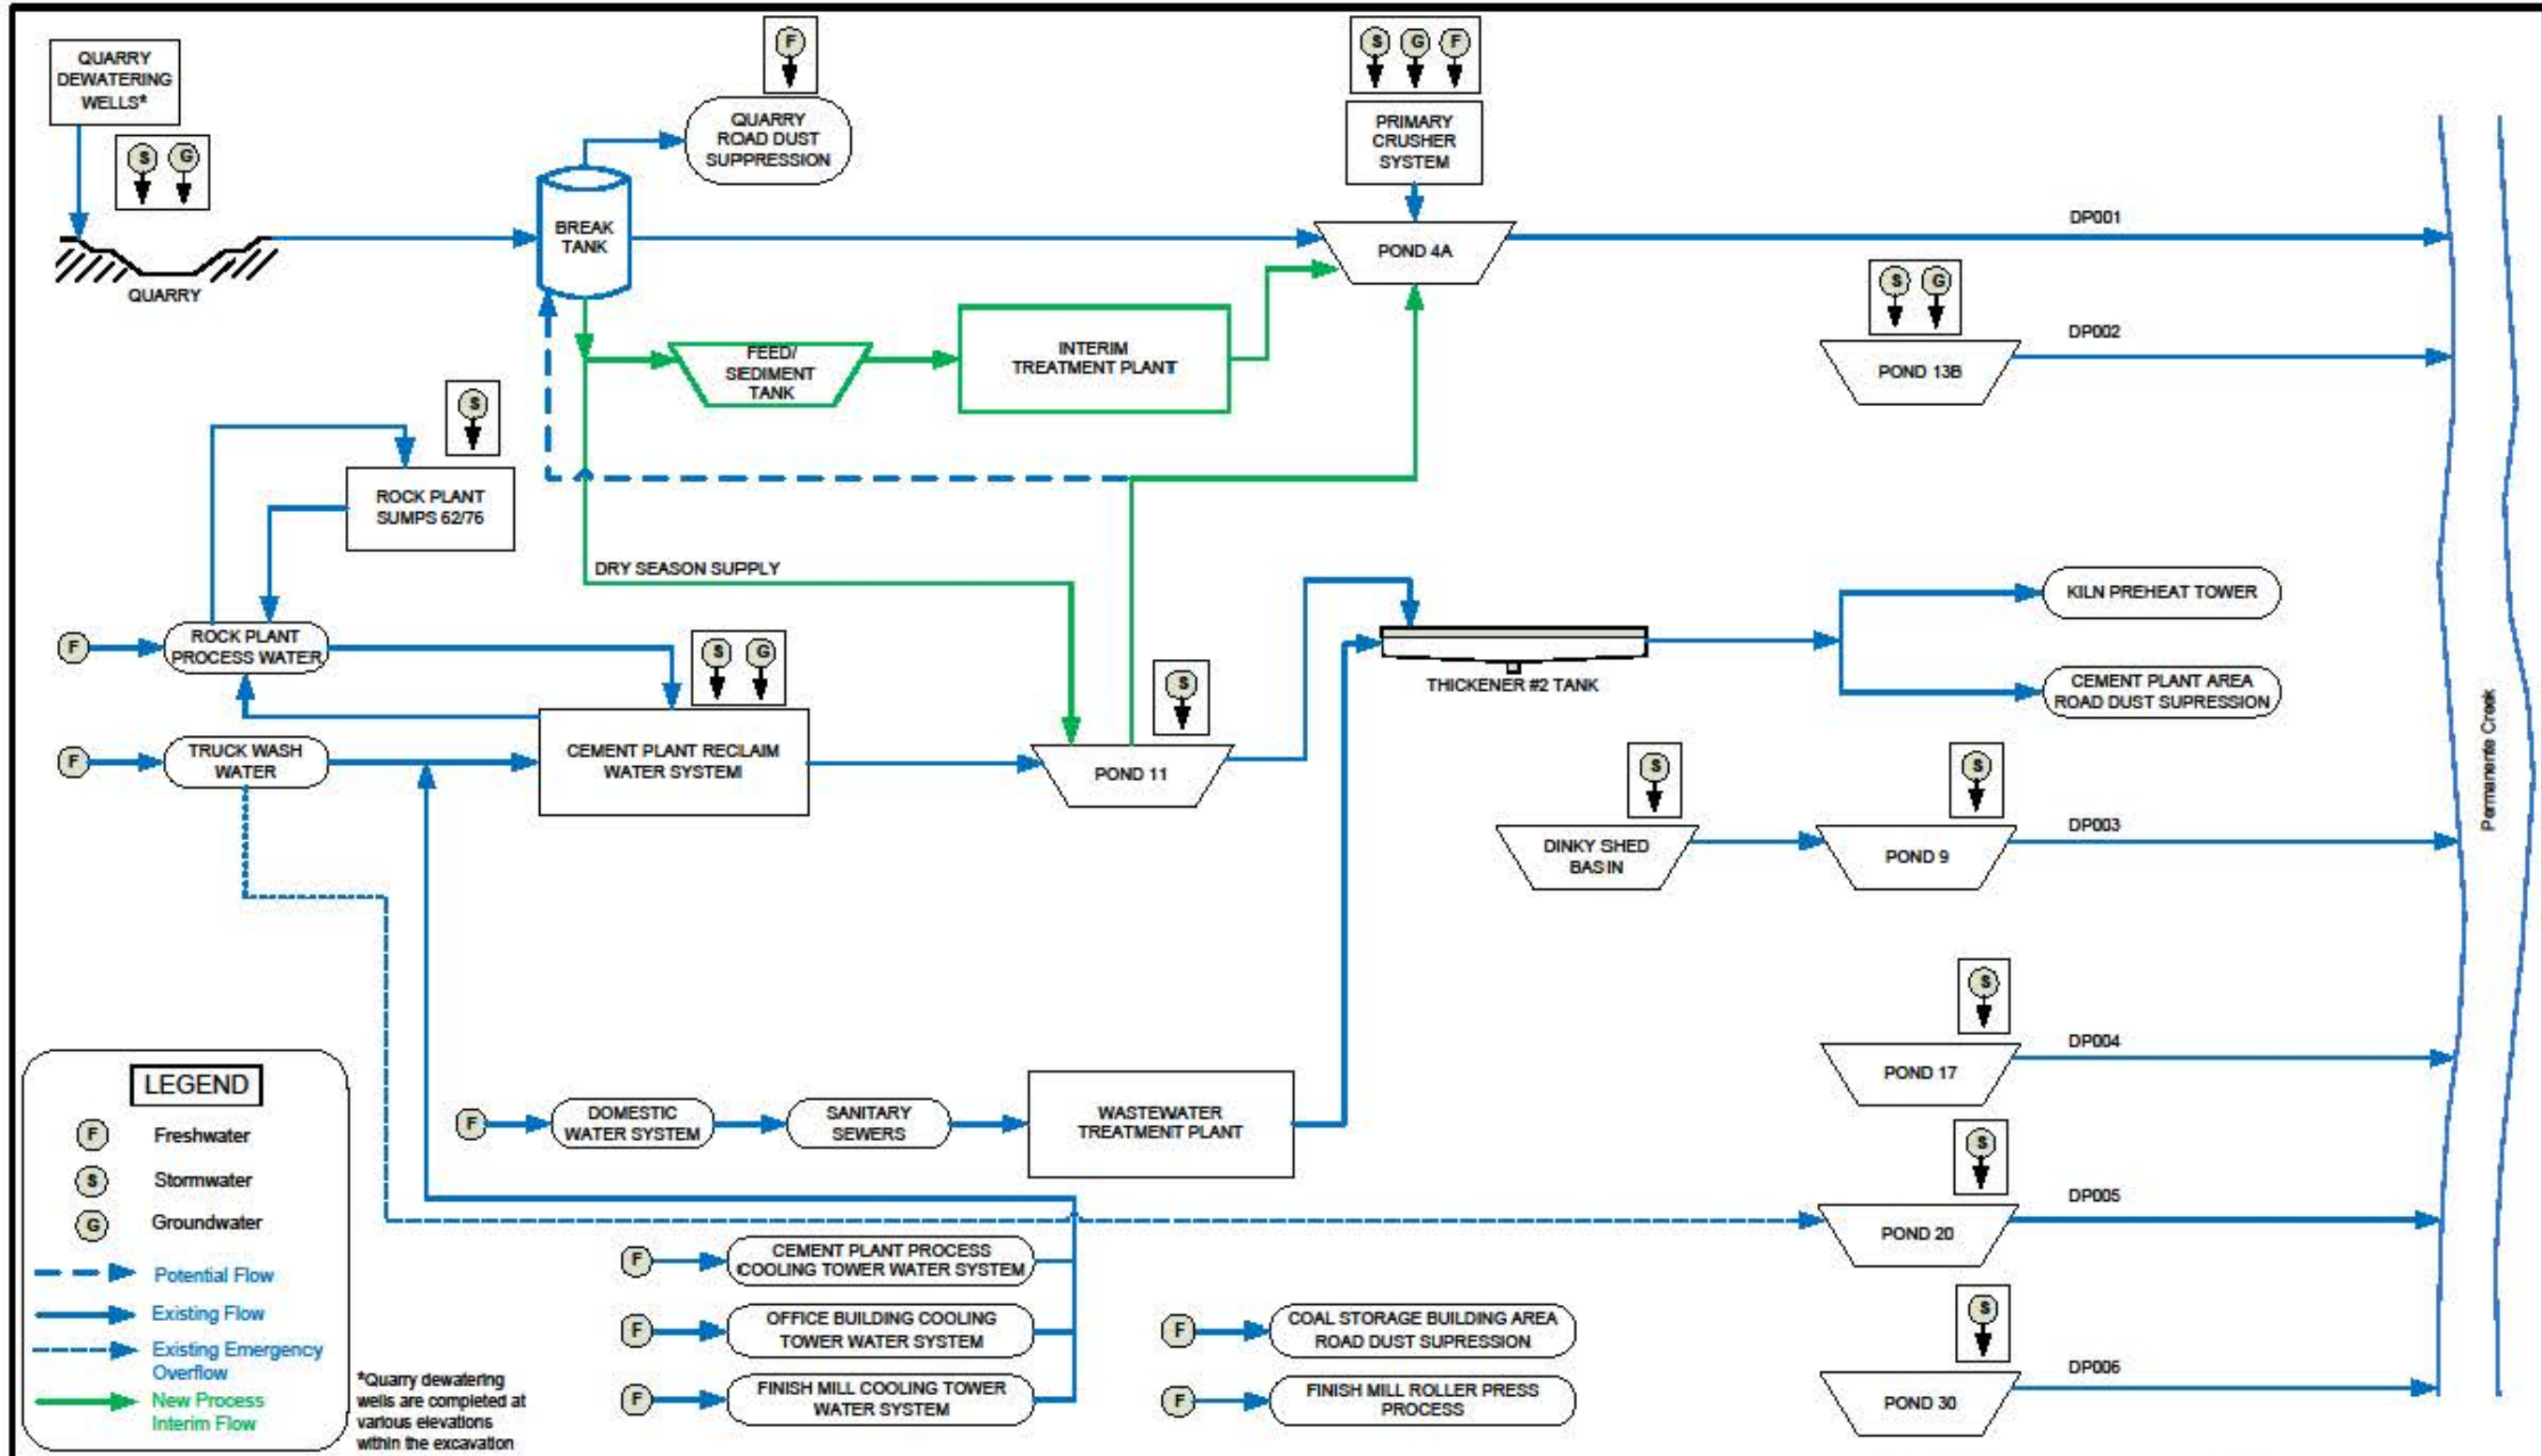 QUARRY
DEWATERING
WELLS*
S
G
QUARRY
F
QUARRY
ROAD DUST
SUPPRESSION
BREAK
TANK
S
G
F
PRIMARY
CRUSHER
SYSTEM
POND 4A
DP001
S
G
POND 13B
DP002
FEED/
SIEDIMENT
TANK
INTERIM
TREATMENT PLANT
S
ROCK PLANT
SUMPS 62/76
DRY SEASON SUPPLY
F
ROCK PLANT
PROCESS WATER
S
G
F
TRUCK WASH
WATER
CEMENT PLANT RECLAIM
WATER SYSTEM
S
POND 11
THICKENER #2 TANK
KILN PREHEAT TOWER
CEMENT PLANT AREA
ROAD DUST SUPRESSION
Permanente Creek
S
DINKY SHED
BASIN
S
POND 9
DP003
S
POND 17
DP004
F
DOMESTIC
WATER SYSTEM
SANITARY
SEWERS
WASTEWATER
TREATMENT PLANT
S
POND 20
DP005
F
CEMENT PLANT PROCESS
COOLING TOWER WATER SYSTEM
F
OFFICE BUILDING COOLING
TOWER WATER SYSTEM
F
FINISH MILL COOLING TOWER
WATER SYSTEM
F
COAL STORAGE BUILDING AREA
ROAD DUST SUPRESSION
F
FINISH MILL ROLLER PRESS
PROCESS
S
POND 30
DP006
LEGEND
F Freshwater
S Stormwater
G Groundwater
Potential Flow
Existing Flow
Existing Emergency
Overflow
New Process
Interim Flow
*Quarry dewatering
wells are completed at
various elevations
within the excavation